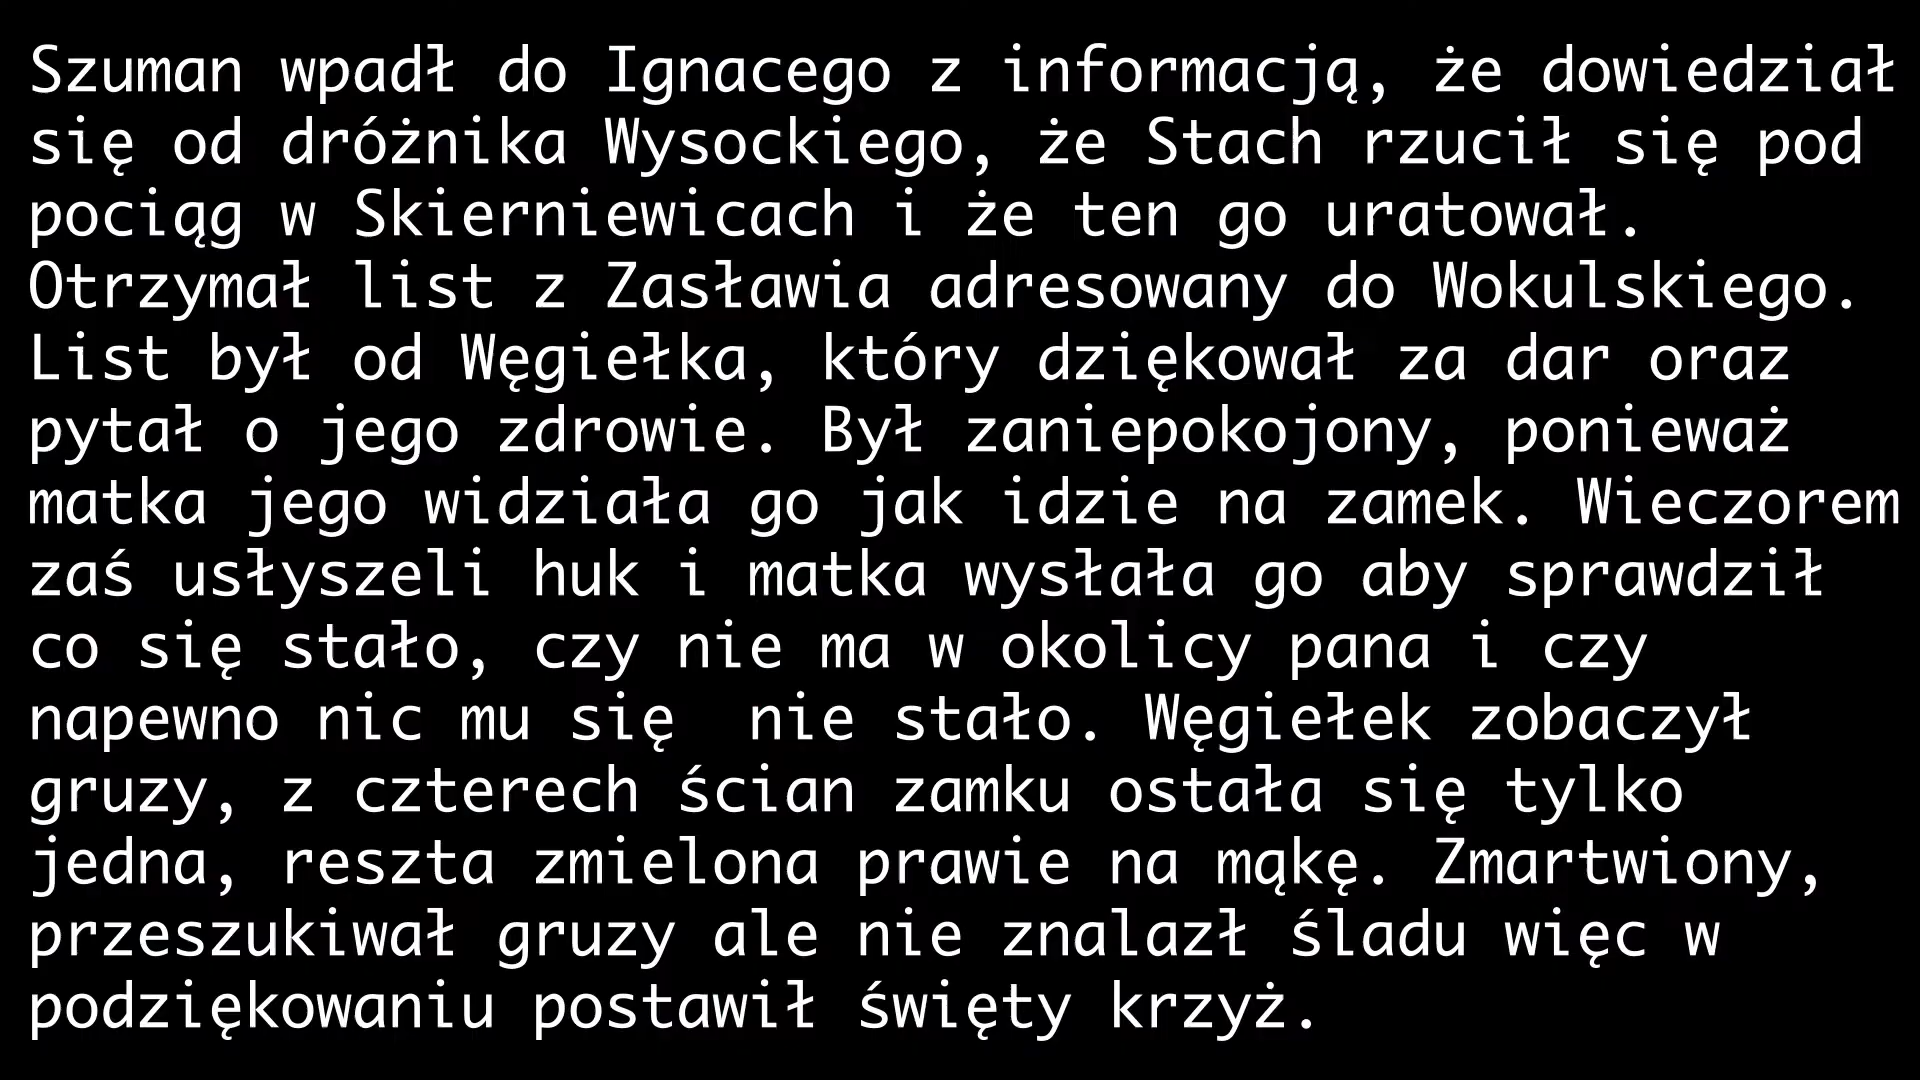 Szuman wpadł do Ignacego z informacją, że dowiedział
się od dróżnika Wysockiego, że Stach rzucił się pod
pociąg w Skierniewicach i że ten go uratował.
Otrzymał list z Zasławia adresowany do Wokulskiego.
List był od Węgiełka, który dziękował za dar oraz
pytał o jego zdrowie. Był zaniepokojony, ponieważ
matka jego widziała go jak idzie na zamek. Wieczorem
zaś usłyszeli huk i matka wysłała go aby sprawdził
co się stało, czy nie ma w okolicy pana i czy
napewno nic mu się  nie stało. Węgiełek zobaczył
gruzy, z czterech ścian zamku ostała się tylko
jedna, reszta zmielona prawie na mąkę. Zmartwiony,
przeszukiwał gruzy ale nie znalazł śladu więc w
podziękowaniu postawił święty krzyż.